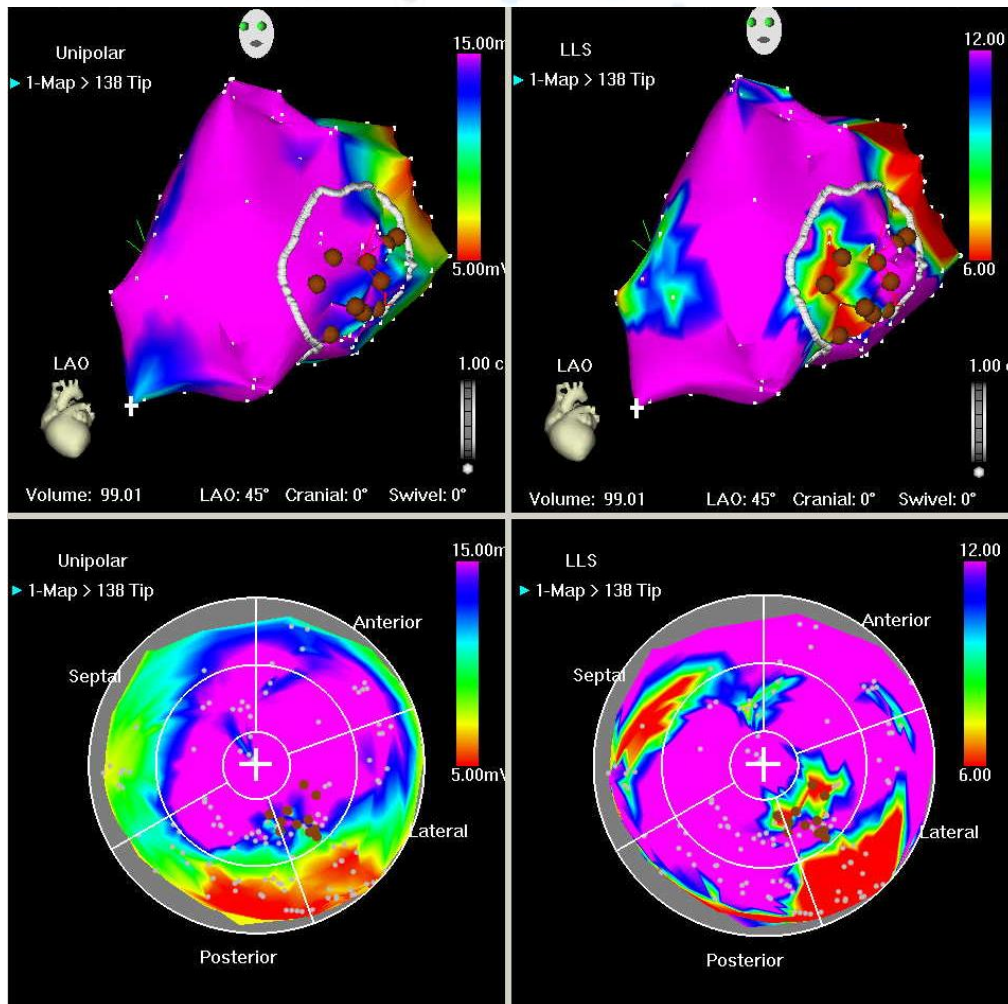 Unipolar
1-Map > 138 Tip
15.00m
5.00mV
LAO
1.00 c
Volume: 99.01 LAO: 45° Cranial: 0° Swivel: 0°
LLS
1-Map > 138 Tip
12.00
6.00
LAO
1.00 c
Volume: 99.01 LAO: 45° Cranial: 0° Swivel: 0°
Unipolar
1-Map > 138 Tip
15.00m
5.00mV
Anterior
Septal
Lateral
Posterior
LLS
1-Map > 138 Tip
12.00
6.00
Anterior
Septal
Lateral
Posterior